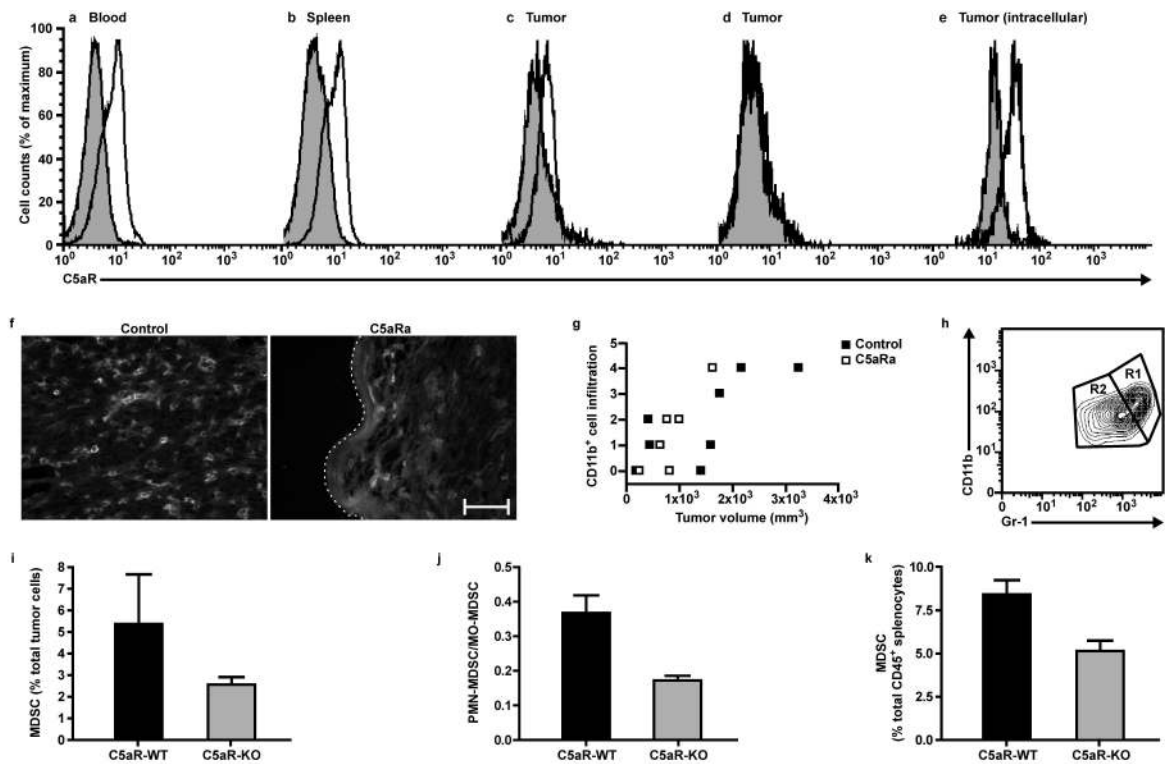 a Blood
b Spleen
c Tumor
d Tumor
e Tumor (intracellular)
Cell counts (% of maximum)
100
80
60
40
20
0
10⁰ 10¹ 10² 10³
10⁰ 10¹ 10² 10³
10⁰ 10¹ 10² 10³
10⁰ 10¹ 10² 10³
10⁰ 10¹ 10² 10³
C5aR
f
Control
C5aRa
g
CD11b⁺ cell infiltration
5
4
3
2
1
0
0 1x10³ 2x10³ 3x10³ 4x10³
Tumor volume (mm³)
Control
C5aRa
h
CD11b
10³
10²
10¹
0
R2
R1
0 10¹ 10² 10³
Gr-1
i
MDSC (% total tumor cells)
8
7
6
5
4
3
2
1
0
C5aR-WT C5aR-KO
j
PMN-MDSC/MO-MDSC
0.5
0.4
0.3
0.2
0.1
0.0
C5aR-WT C5aR-KO
k
MDSC
(% total CD45⁺ splenocytes)
10.0
7.5
5.0
2.5
0.0
C5aR-WT C5aR-KO